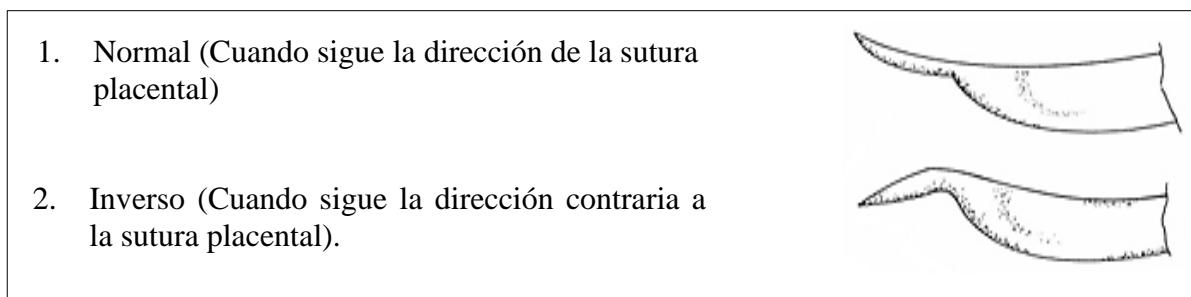 1. Normal (Cuando sigue la dirección de la sutura
placental)
2. Inverso (Cuando sigue la dirección contraria a
la sutura placental).